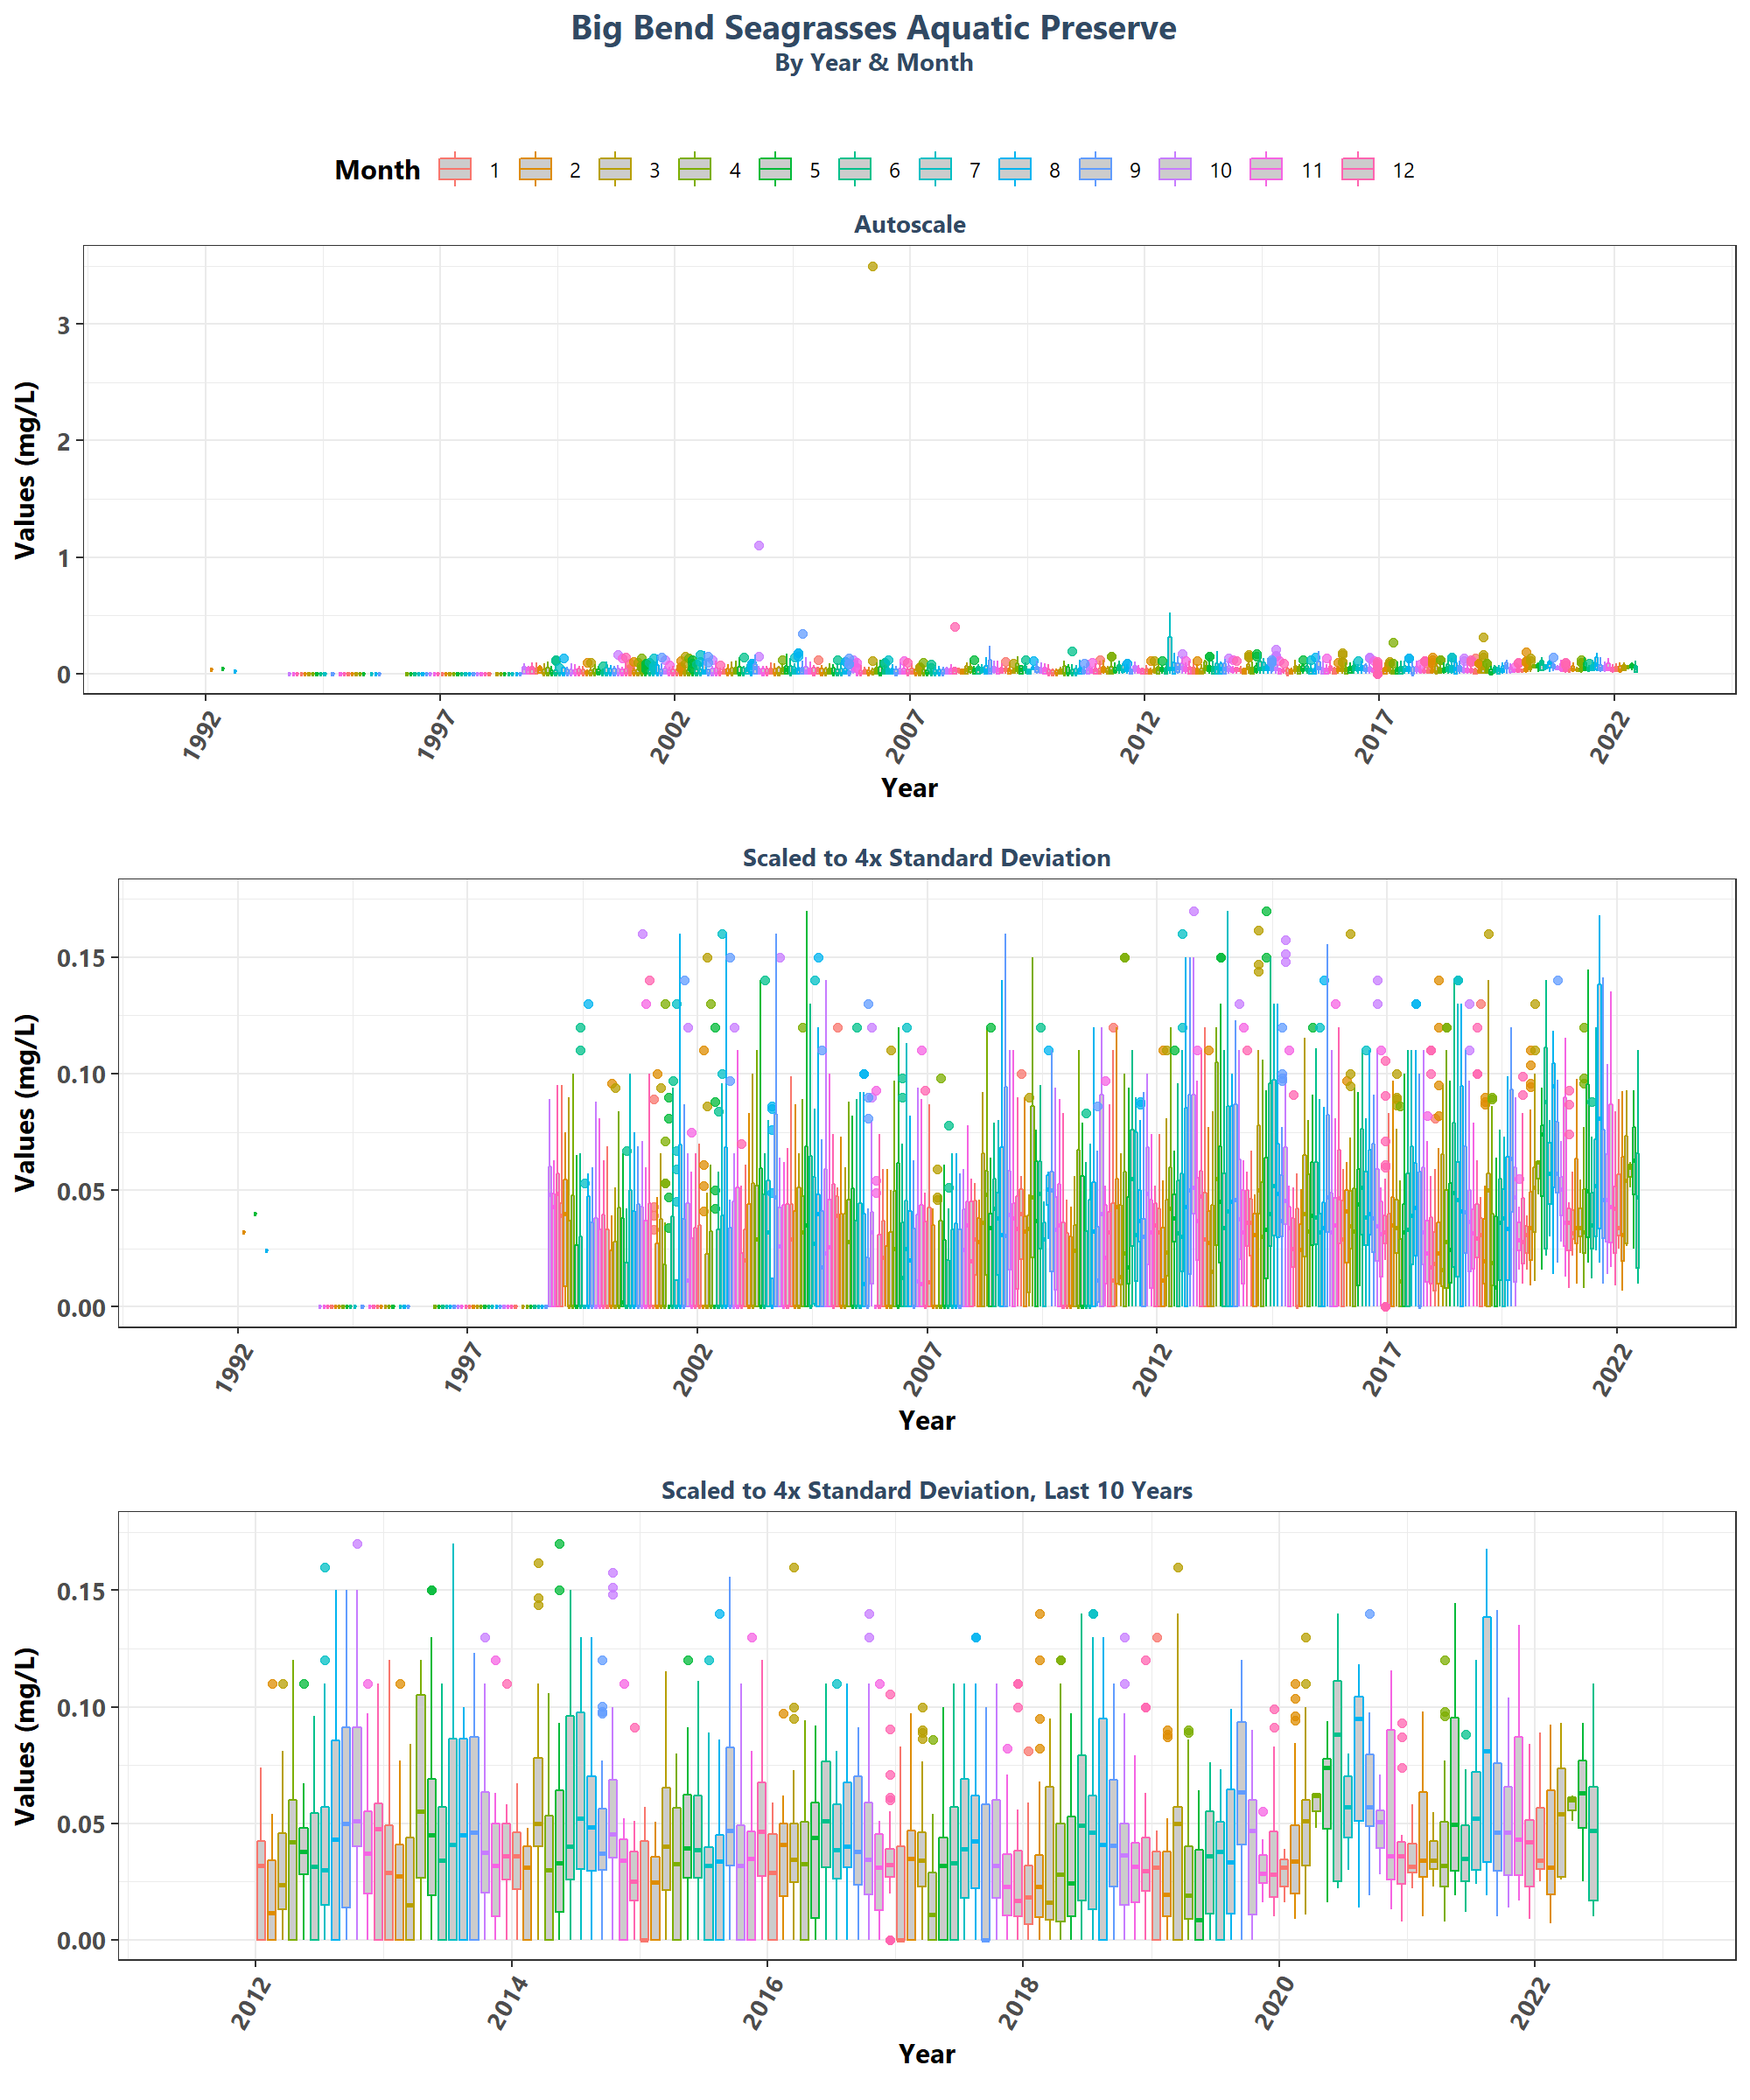 Big Bend Seagrasses Aquatic Preserve
By Year & Month
Month 1 2 3 4 5 6 7 8 9 10 11 12
Autoscale
Values (mg/L)
3
2
1
0
1992 1997 2002 2007 2012 2017 2022
Year
Scaled to 4x Standard Deviation
Values (mg/L)
0.15
0.10
0.05
0.00
1992 1997 2002 2007 2012 2017 2022
Year
Scaled to 4x Standard Deviation, Last 10 Years
Values (mg/L)
0.15
0.10
0.05
0.00
2012 2014 2016 2018 2020 2022
Year